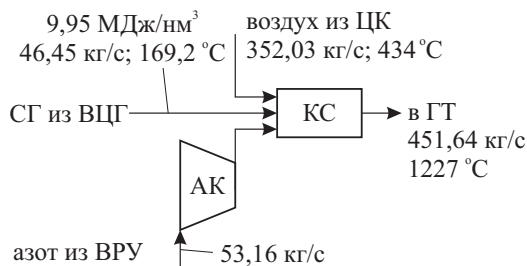 9,95 МДж/нм³
46,45 кг/с; 169,2 °С
воздух из ЦК
352,03 кг/с; 434 °С
СГ из ВЦГ
КС
в ГТ
451,64 кг/с
1227 °С
АК
азот из ВРУ
53,16 кг/с